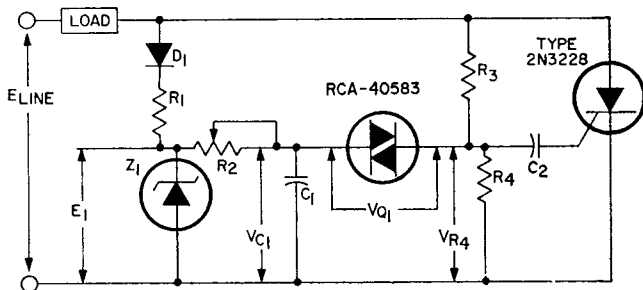 LOAD
TYPE
2N3228
D1
R3
RCA-40583
ELINE
R1
Z1
R2
C1
C2
R4
E1
VC1
VQ1
VR4